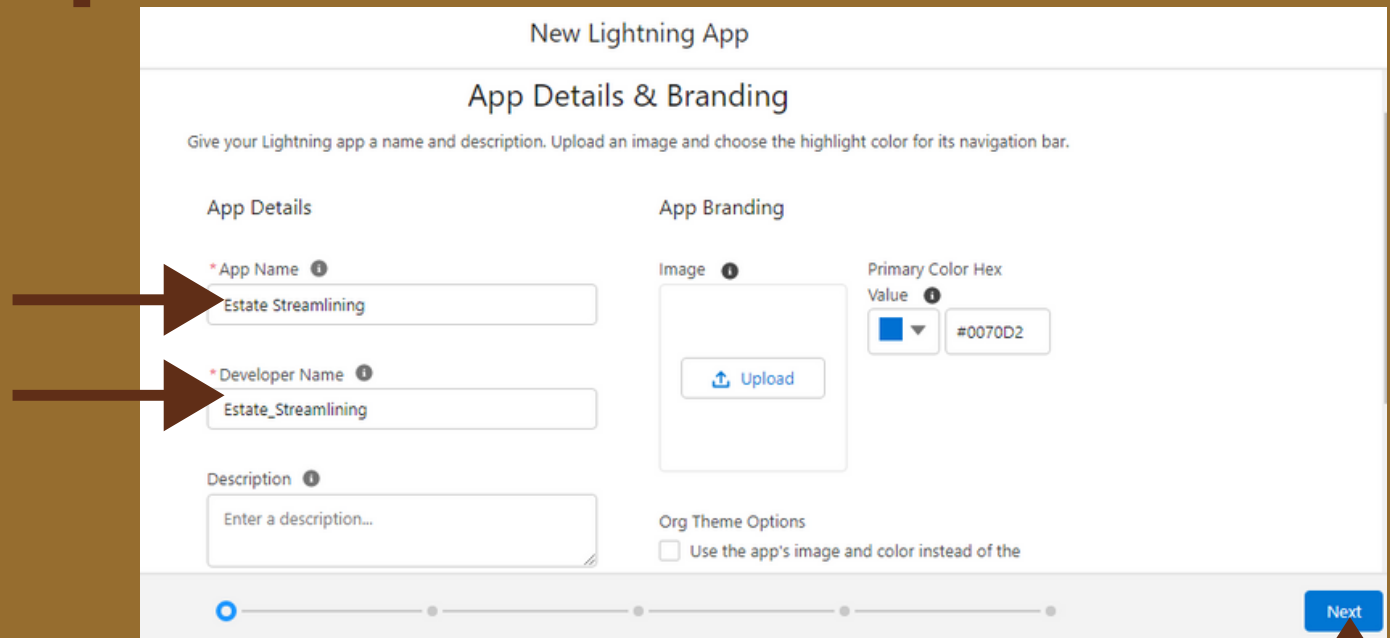 New Lightning App
App Details & Branding
Give your Lightning app a name and description. Upload an image and choose the highlight color for its navigation bar.
App Details
*App Name
Estate Streamlining
*Developer Name
Estate_Streamlining
Description
Enter a description...
App Branding
Image
Upload
Primary Color Hex
Value
#0070D2
Org Theme Options
Use the app's image and color instead of the
Next